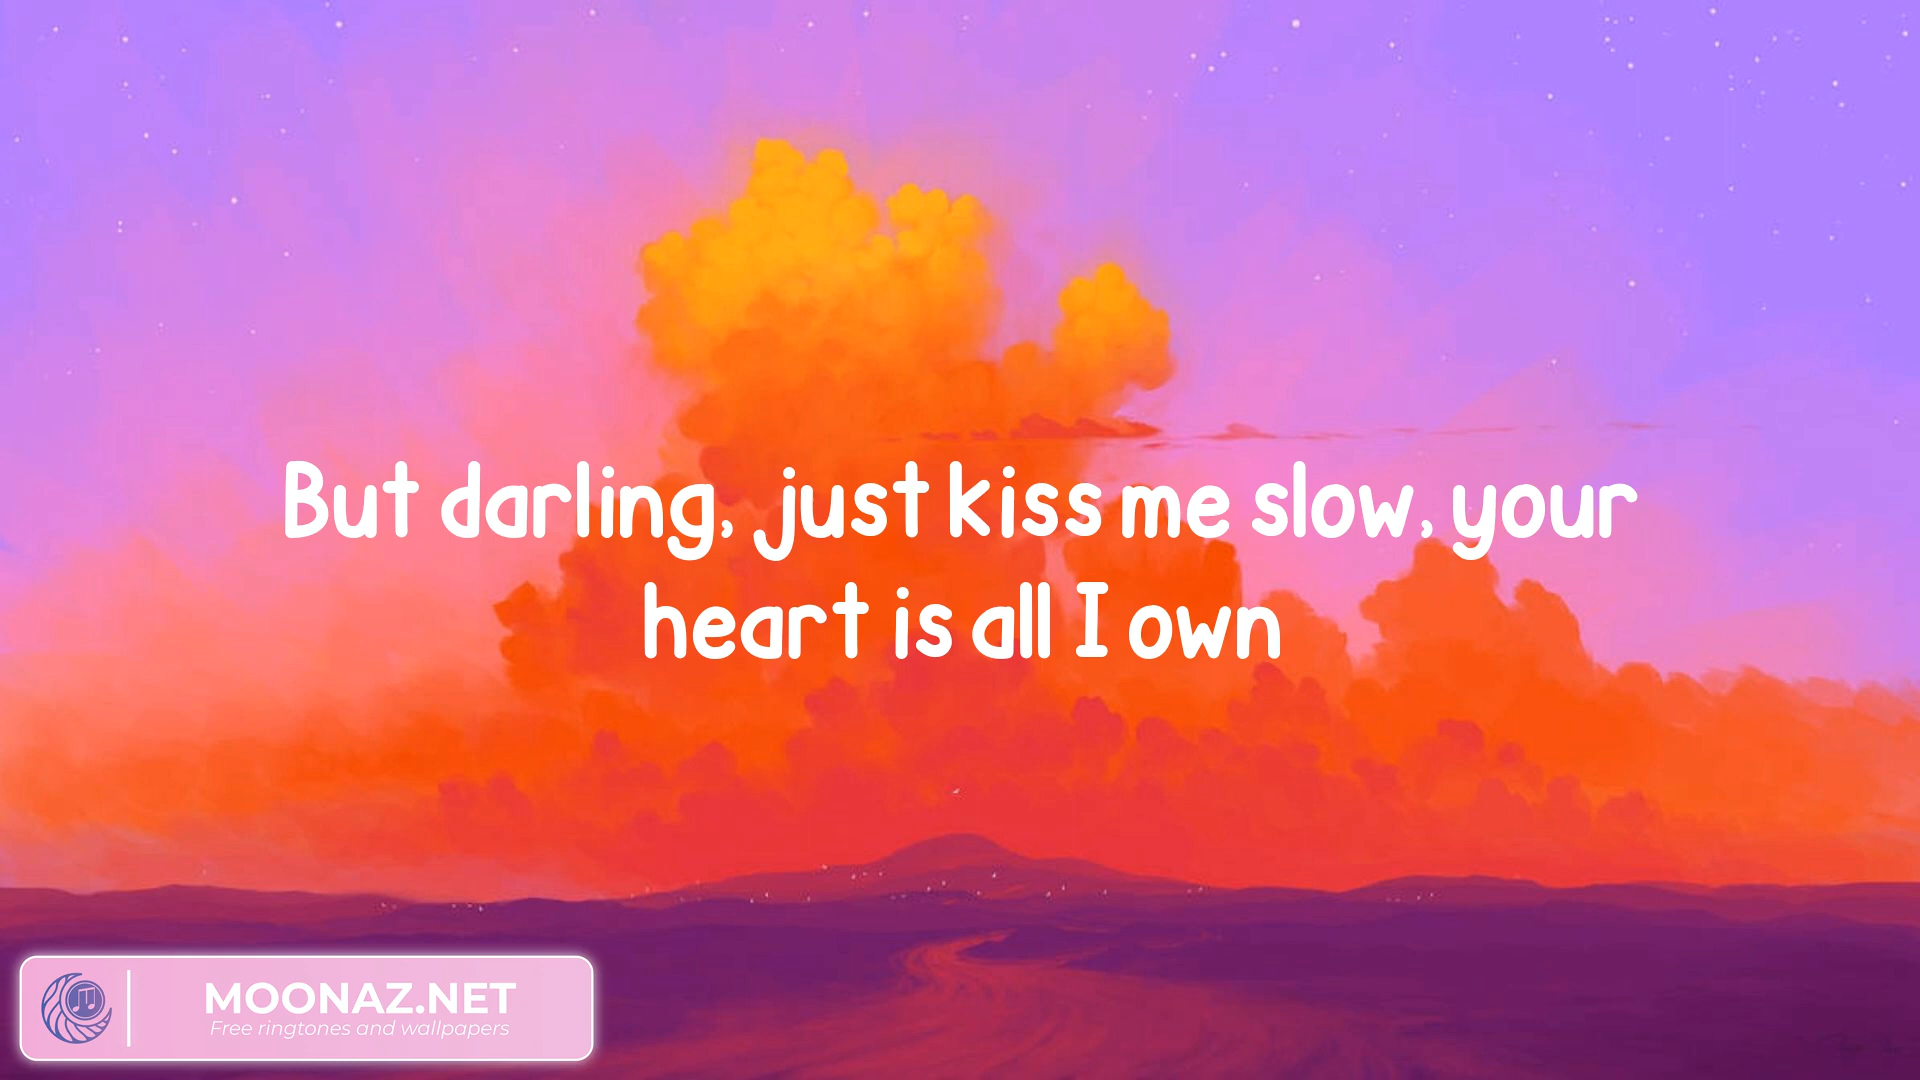 But darling, just kiss me slow, your
heart is all I own
MOONAZ.NET
Free ringtones and wallpapers